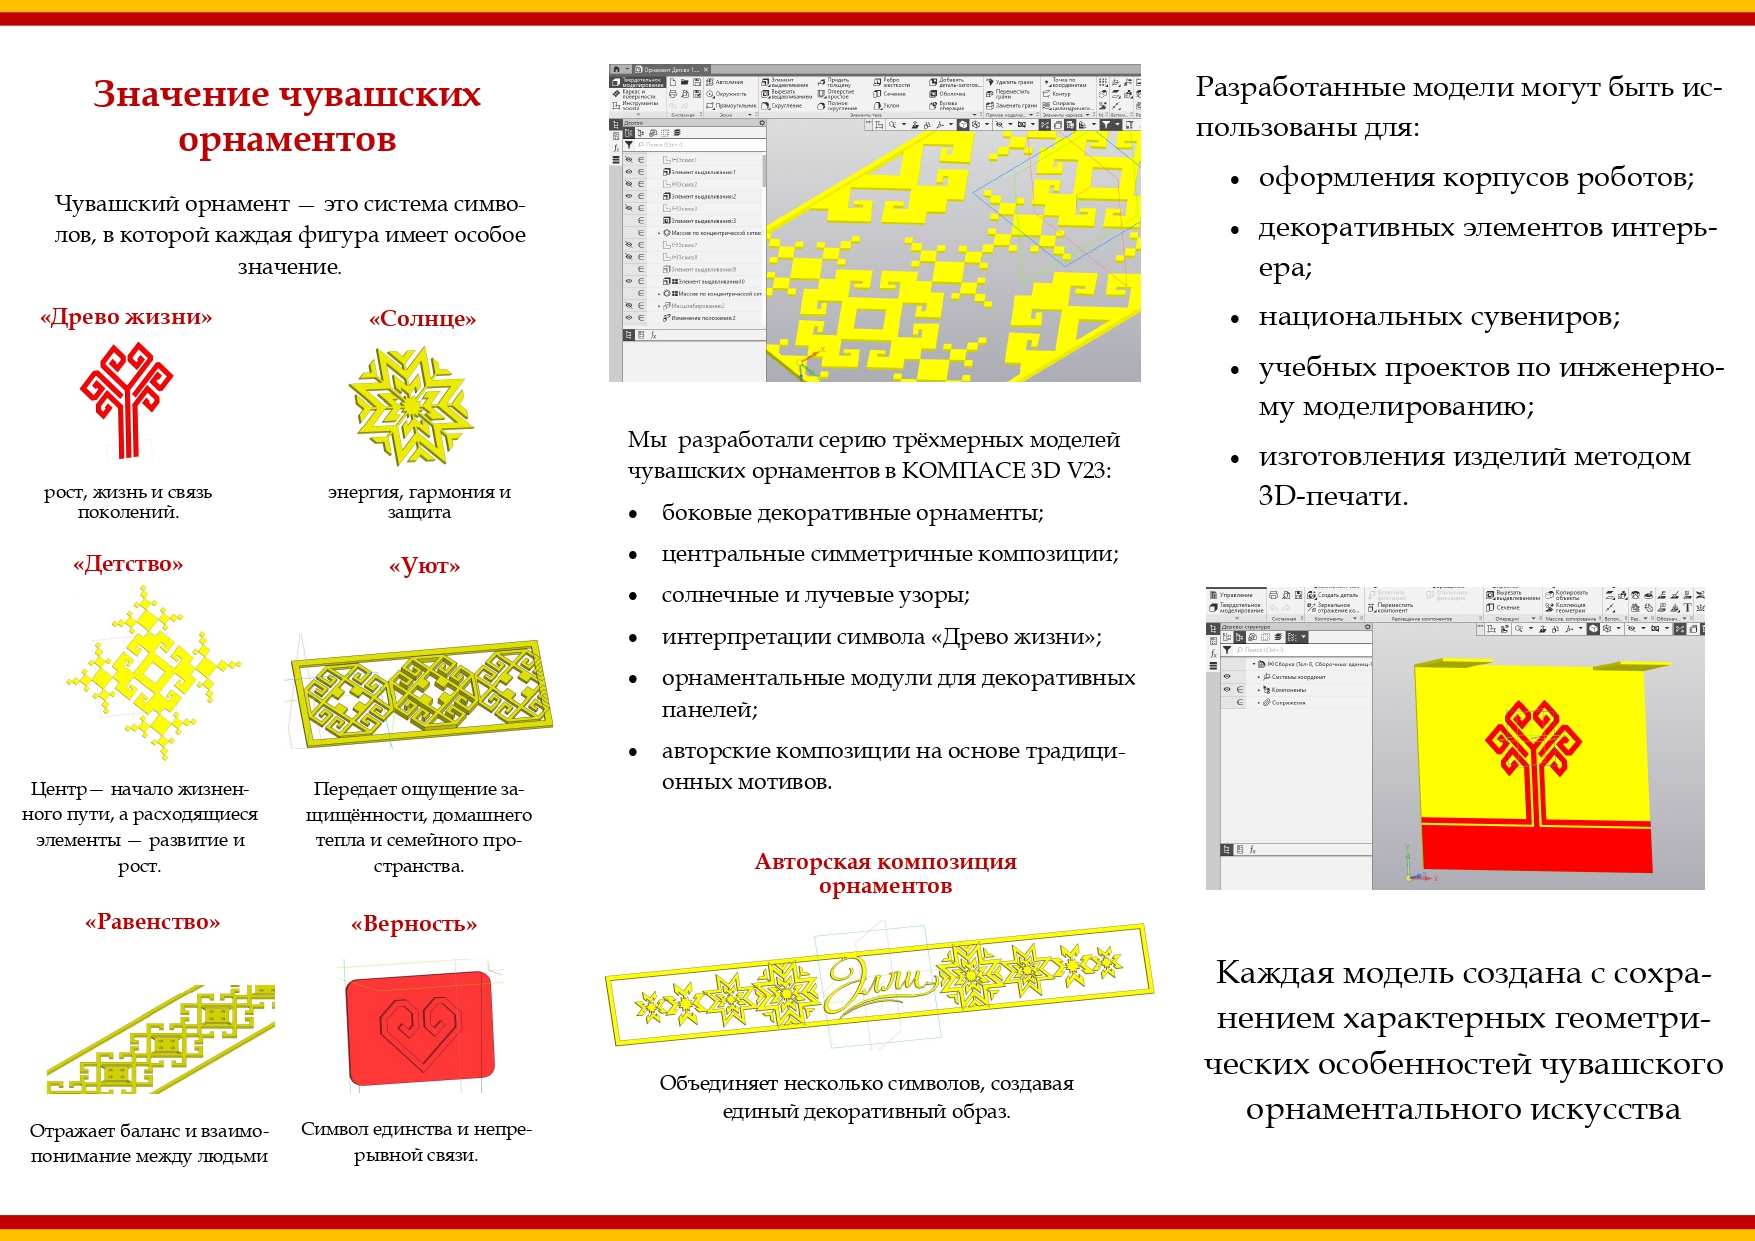 Значение чувашских
орнаментов
Чувашский орнамент — это система симво-
лов, в которой каждая фигура имеет особое
значение.
«Древо жизни»
«Солнце»
рост, жизнь и связь
поколений.
энергия, гармония и
защита
«Детство»
«Уют»
Центр— начало жизнен-
ного пути, а расходящиеся
элементы — развитие и
рост.
Передает ощущение за-
щищённости, домашнего
тепла и семейного про-
странства.
«Равенство»
«Верность»
Отражает баланс и взаимо-
понимание между людьми
Символ единства и непре-
рывной связи.
Мы  разработали серию трёхмерных моделей
чувашских орнаментов в КОМПАСЕ 3D V23:
• боковые декоративные орнаменты;
• центральные симметричные композиции;
• солнечные и лучевые узоры;
• интерпретации символа «Древо жизни»;
• орнаментальные модули для декоративных
панелей;
• авторские композиции на основе традици-
онных мотивов.
Авторская композиция
орнаментов
Элли
Объединяет несколько символов, создавая
единый декоративный образ.
Разработанные модели могут быть ис-
пользованы для:
• оформления корпусов роботов;
• декоративных элементов интерь-
ера;
• национальных сувениров;
• учебных проектов по инженерно-
му моделированию;
• изготовления изделий методом
3D-печати.
Каждая модель создана с сохра-
нением характерных геометри-
ческих особенностей чувашского
орнаментального искусства